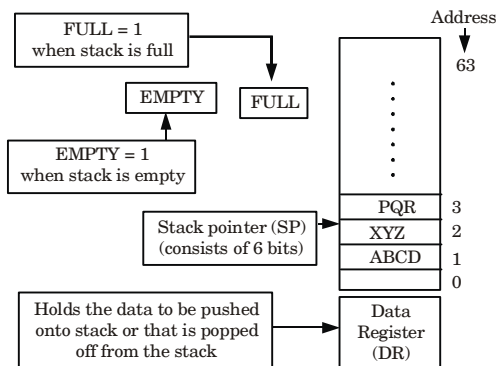 FULL = 1
when stack is full
Address
63
EMPTY
FULL
EMPTY = 1
when stack is empty
Stack pointer (SP)
(consists of 6 bits)
PQR 3
XYZ 2
ABCD 1
0
Holds the data to be pushed
onto stack or that is popped
off from the stack
Data
Register
(DR)